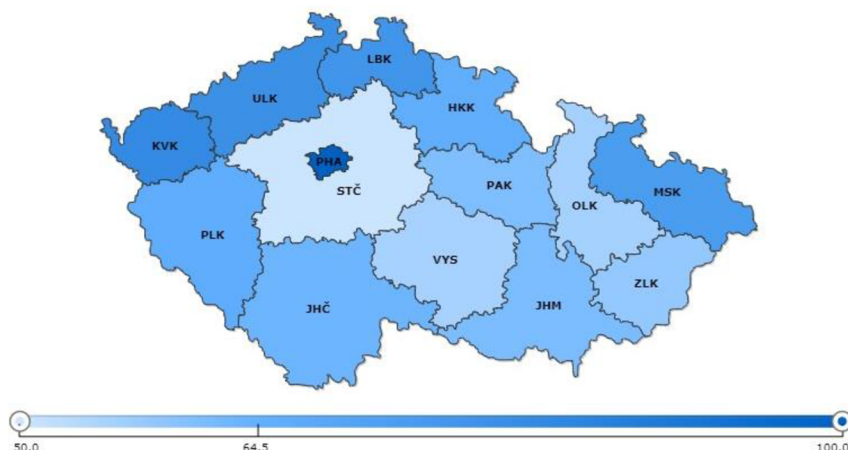 LBK
ULK
HKK
KVK
PHA
PAK
STČ
MSK
OLK
PLK
VYS
ZLK
JHČ
JHM
50.0 64.5 100.0